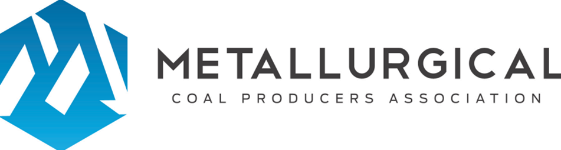 METALLURGICAL
COAL PRODUCERS ASSOCIATION